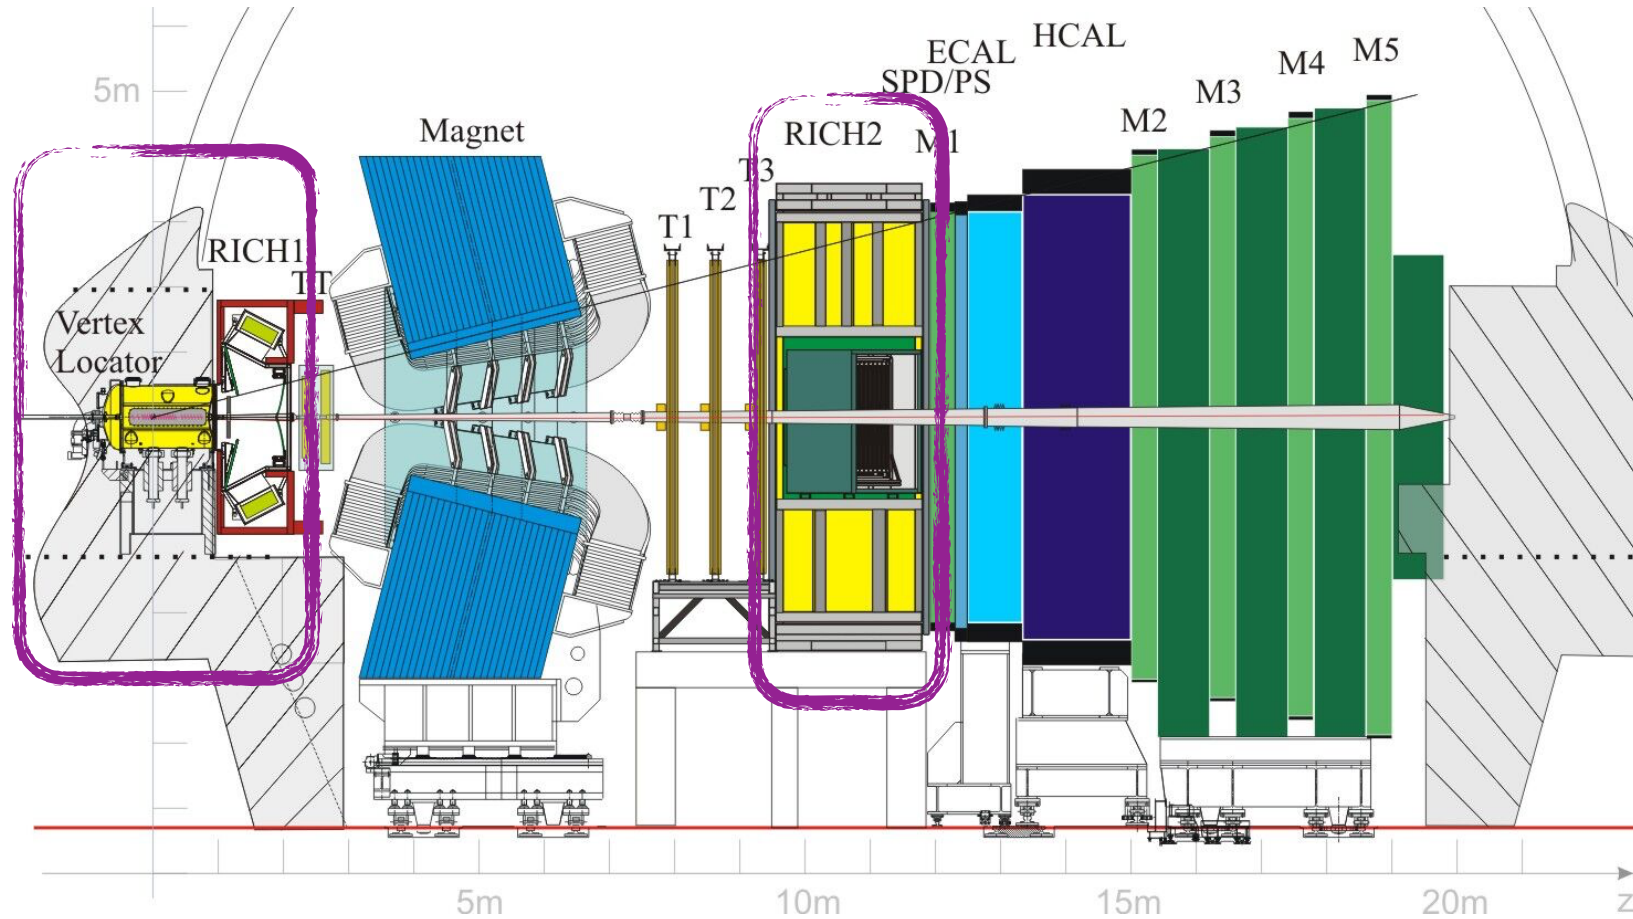 HCAL
M5
ECAL
M4
SPD/PS
5m
M3
M2
Magnet
RICH2
M1
T3
T2
T1
RICH1
TT
Vertex
Locator
5m
10m
15m
20m
z